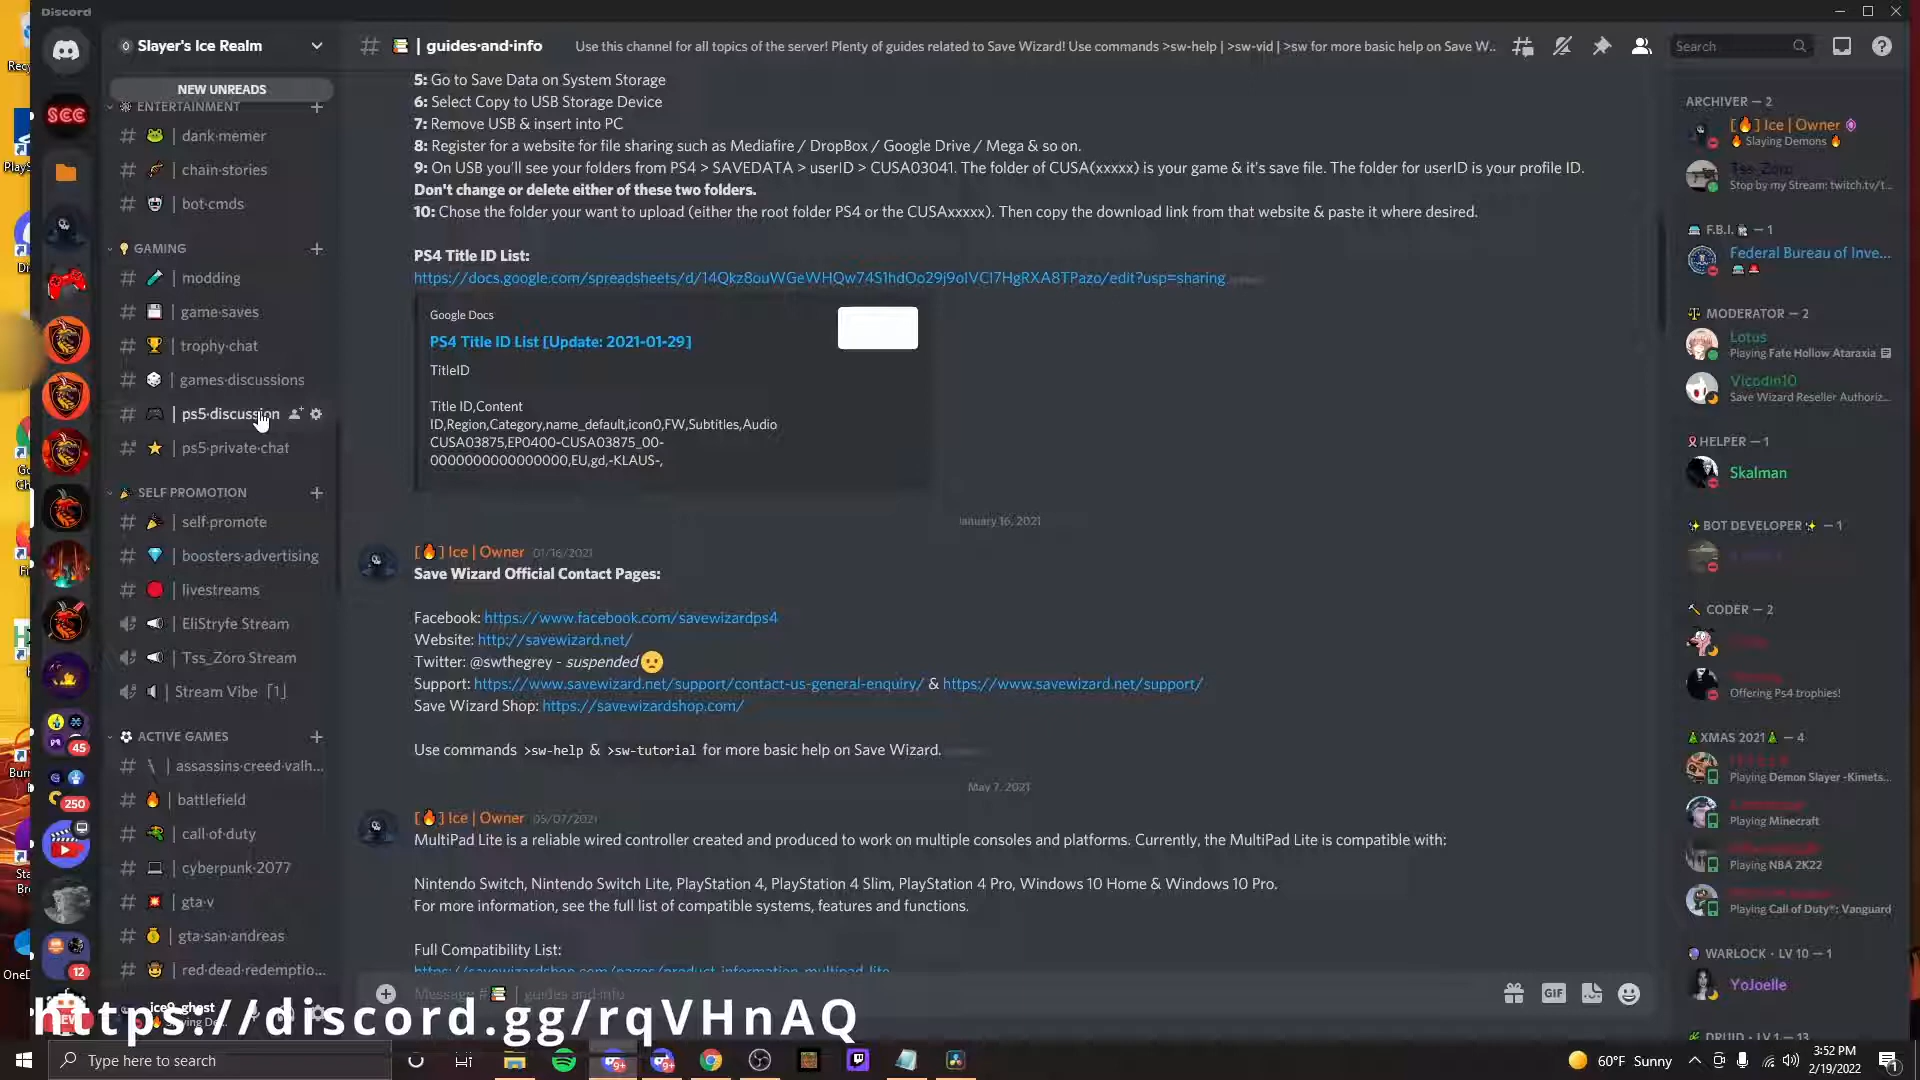 Discord
Slayer's Ice Realm
NEW UNREADS
ENTERTAINMENT
dank-memer
chain-stories
bot-cmds
GAMING
modding
game-saves
trophy-chat
games-discussions
ps5-discussion
ps5-private-chat
SELF PROMOTION
self-promote
boosters-advertising
livestreams
EliStryfe Stream
Tss_Zoro Stream
Stream Vibe「1」
ACTIVE GAMES
assassins-creed-valh...
battlefield
call-of-duty
cyberpunk-2077
gta-v
gta-san-andreas
red-dead-redemptio...
ice9_ghost
SCC
45
250
12
# | guides-and-info
Use this channel for all topics of the server! Plenty of guides related to Save Wizard! Use commands >sw-help | >sw-vid | >sw for more basic help on Save W...
Search
5: Go to Save Data on System Storage
6: Select Copy to USB Storage Device
7: Remove USB & insert into PC
8: Register for a website for file sharing such as Mediafire / DropBox / Google Drive / Mega & so on.
9: On USB you'll see your folders from PS4 > SAVEDATA > userID > CUSA03041. The folder of CUSA(xxxxx) is your game & it's save file. The folder for userID is your profile ID.
Don't change or delete either of these two folders.
10: Chose the folder your want to upload (either the root folder PS4 or the CUSAxxxxx). Then copy the download link from that website & paste it where desired.
PS4 Title ID List:
https://docs.google.com/spreadsheets/d/14Qkz8ouWGeWHQw74S1hdOo29j9olVCI7HgRXA8TPazo/edit?usp=sharing
Google Docs
PS4 Title ID List [Update: 2021-01-29]
TitleID
Title ID,Content
ID,Region,Category,name_default,icon0,FW,Subtitles,Audio
CUSA03875,EP0400-CUSA03875_00-
0000000000000000,EU,gd,-KLAUS-,
January 16, 2021
[🔥] Ice | Owner 01/16/2021
Save Wizard Official Contact Pages:
Facebook: https://www.facebook.com/savewizardps4
Website: http://savewizard.net/
Twitter: @swthegrey - suspended
Support: https://www.savewizard.net/support/contact-us-general-enquiry/ & https://www.savewizard.net/support/
Save Wizard Shop: https://savewizardshop.com/
Use commands >sw-help & >sw-tutorial for more basic help on Save Wizard.
May 7, 2021
[🔥] Ice | Owner 05/07/2021
MultiPad Lite is a reliable wired controller created and produced to work on multiple consoles and platforms. Currently, the MultiPad Lite is compatible with:
Nintendo Switch, Nintendo Switch Lite, PlayStation 4, PlayStation 4 Slim, PlayStation 4 Pro, Windows 10 Home & Windows 10 Pro.
For more information, see the full list of compatible systems, features and functions.
Full Compatibility List:
https://savewizardshop.com/pages/product-information-multipad-lite
Message # | guides-and-info
GIF
ARCHIVER — 2
[🔥] Ice | Owner
🔥 Slaying Demons 🔥
Tss_Zoro
Stop by my Stream: twitch.tv/t...
F.B.I. — 1
Federal Bureau of Inve...
MODERATOR — 2
Lotus
Playing Fate Hollow Ataraxia
Vicodin10
Save Wizard Reseller Authoriz...
HELPER — 1
Skalman
BOT DEVELOPER — 1
CODER — 2
Offering Ps4 trophies!
XMAS 2021 — 4
Playing Demon Slayer -Kimets...
Playing Minecraft
Playing NBA 2K22
Playing Call of Duty®: Vanguard
WARLOCK - LV 10 — 1
YoJoelle
DRUID - LV 1 — 13
https://discord.gg/rqVHnAQ
Type here to search
60°F Sunny
3:52 PM
2/19/2022